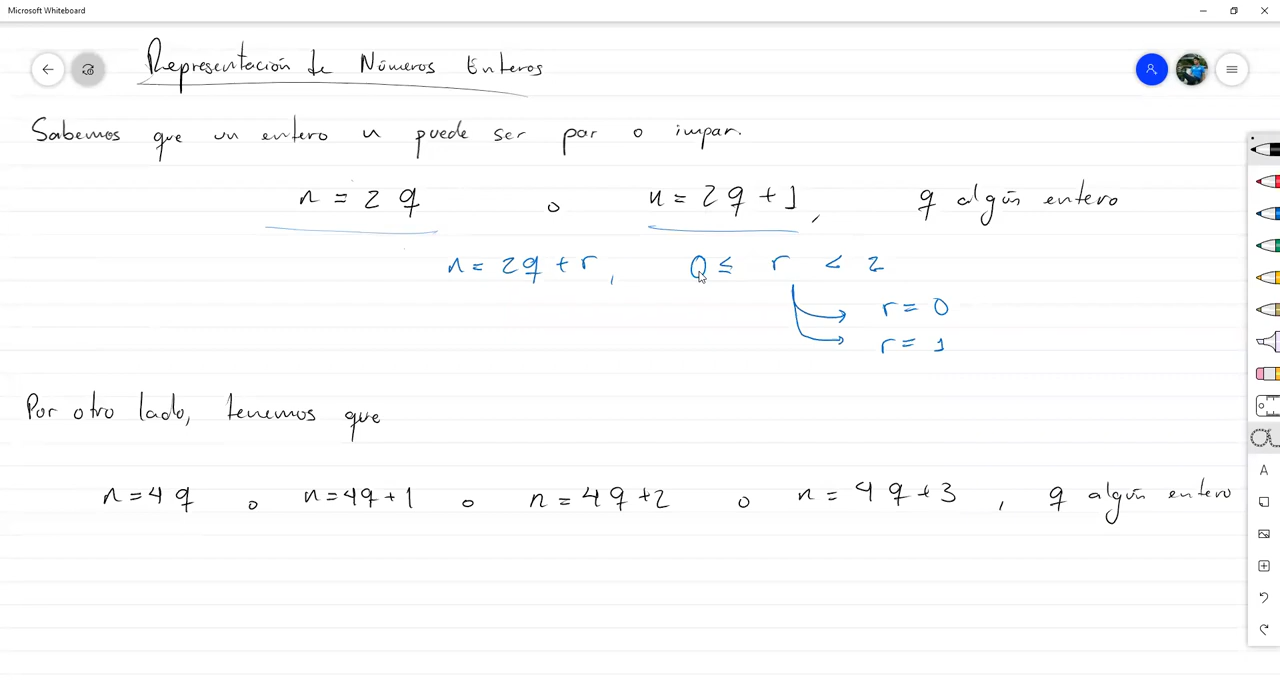 Microsoft Whiteboard
Representación de Números Enteros
Sabemos que un entero n puede ser par o impar.
n = 2q o n = 2q + 1, q algún entero
n = 2q + r, 0 ≤ r < 2
r = 0
r = 1
Por otro lado, tenemos que
n = 4q o n = 4q + 1 o n = 4q + 2 o n = 4q + 3, q algún entero
A